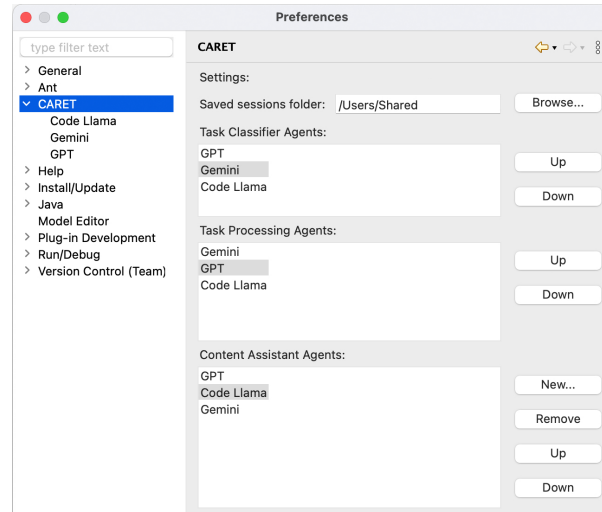 Preferences
type filter text
General
Ant
CARET
Code Llama
Gemini
GPT
Help
Install/Update
Java
Model Editor
Plug-in Development
Run/Debug
Version Control (Team)
CARET
Settings:
Saved sessions folder: /Users/Shared Browse...
Task Classifier Agents:
GPT
Gemini
Code Llama
Up
Down
Task Processing Agents:
Gemini
GPT
Code Llama
Up
Down
Content Assistant Agents:
GPT
Code Llama
Gemini
New...
Remove
Up
Down